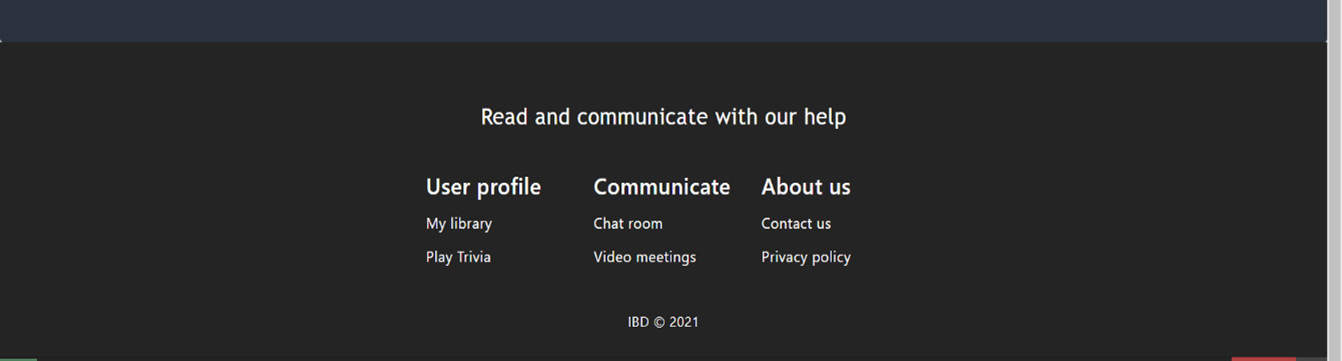 Read and communicate with our help
User profile
My library
Play Trivia
Communicate
Chat room
Video meetings
About us
Contact us
Privacy policy
IBD © 2021